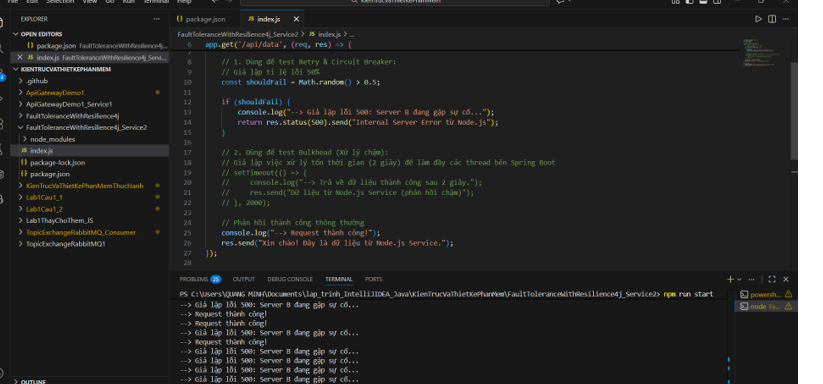 File Edit Selection View Go Run Terminal Help
KienTrucVaThietKePhanMem
EXPLORER
package.json
JS index.js
OPEN EDITORS
package.json FaultToleranceWithResilience4j_...
JS index.js FaultToleranceWithResilience4j_Servi...
KIENTRUCVATHIETKEPHANMEM
.github
ApiGatewayDemo1
ApiGatewayDemo1_Service1
FaultToleranceWithResilience4j
FaultToleranceWithResilience4j_Service2
node_modules
JS index.js
package-lock.json
package.json
KienTrucVaThietKePhanMemThucHanh
Lab1Cau1_1
Lab1Cau1_2
Lab1ThayChoThem_JS
TopicExchangeRabbitMQ_Consumer
TopicExchangeRabbitMQ1
OUTLINE
FaultToleranceWithResilience4j_Service2 > JS index.js > ...
6 app.get('/api/data', (req, res) => {
7
8 // 1. Dùng để test Retry & Circuit Breaker:
9 // Giả lập tỉ lệ lỗi 50%
10 const shouldFail = Math.random() > 0.5;
11
12 if (shouldFail) {
13 console.log("--> Giả lập lỗi 500: Server B đang gặp sự cố...");
14 return res.status(500).send("Internal Server Error từ Node.js");
15 }
16
17 // 2. Dùng để test Bulkhead (Xử lý chậm):
18 // Giả lập việc xử lý tốn thời gian (2 giây) để làm đầy các thread bên Spring Boot
19 // setTimeout(() => {
20 // console.log("--> Trả về dữ liệu thành công sau 2 giây.");
21 // res.send("Dữ liệu từ Node.js Service (phản hồi chậm)");
22 // }, 2000);
23
24 // Phản hồi thành công thông thường
25 console.log("--> Request thành công!");
26 res.send("Xin chào! Đây là dữ liệu từ Node.js Service.");
27 });
28
PROBLEMS 25 OUTPUT DEBUG CONSOLE TERMINAL PORTS
PS C:\Users\QUANG MINH\Documents\lap_trinh_IntelliJIDEA_Java\KienTrucVaThietKePhanMem\FaultToleranceWithResilience4j_Service2> npm run start
--> Giả lập lỗi 500: Server B đang gặp sự cố...
--> Request thành công!
--> Request thành công!
--> Giả lập lỗi 500: Server B đang gặp sự cố...
--> Request thành công!
--> Giả lập lỗi 500: Server B đang gặp sự cố...
--> Giả lập lỗi 500: Server B đang gặp sự cố...
--> Giả lập lỗi 500: Server B đang gặp sự cố...
--> Giả lập lỗi 500: Server B đang gặp sự cố...
powersh...
node Fa...